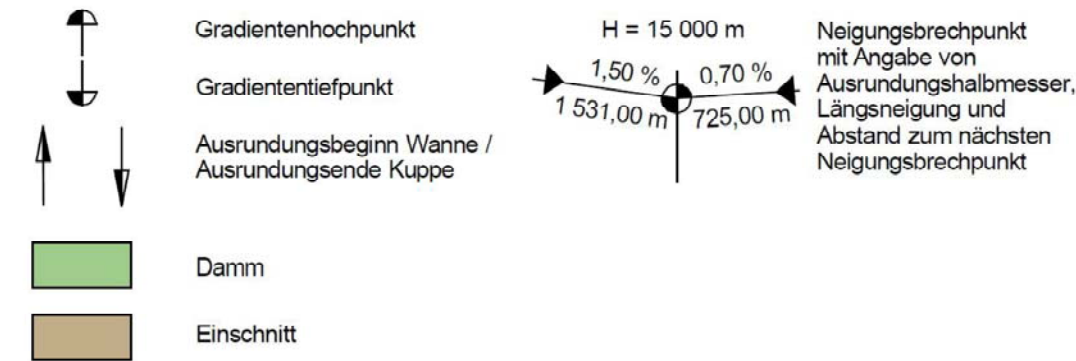 Gradientenhochpunkt
Gradiententiefpunkt
Ausrundungsbeginn Wanne /
Ausrundungsende Kuppe
Damm
Einschnitt
H = 15 000 m
1,50 % 0,70 %
1 531,00 m 725,00 m
Neigungsbrechpunkt
mit Angabe von
Ausrundungshalbmesser,
Längsneigung und
Abstand zum nächsten
Neigungsbrechpunkt